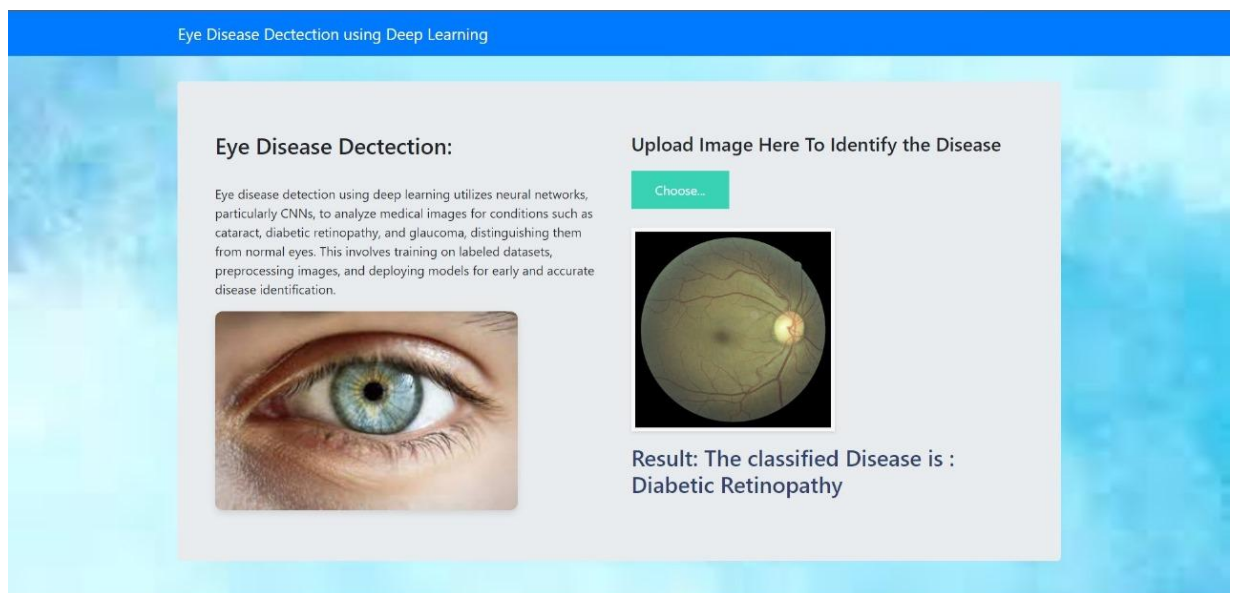 Eye Disease Dectection using Deep Learning
Eye Disease Dectection:
Eye disease detection using deep learning utilizes neural networks,
particularly CNNs, to analyze medical images for conditions such as
cataract, diabetic retinopathy, and glaucoma, distinguishing them
from normal eyes. This involves training on labeled datasets,
preprocessing images, and deploying models for early and accurate
disease identification.
Upload Image Here To Identify the Disease
Choose...
Result: The classified Disease is :
Diabetic Retinopathy